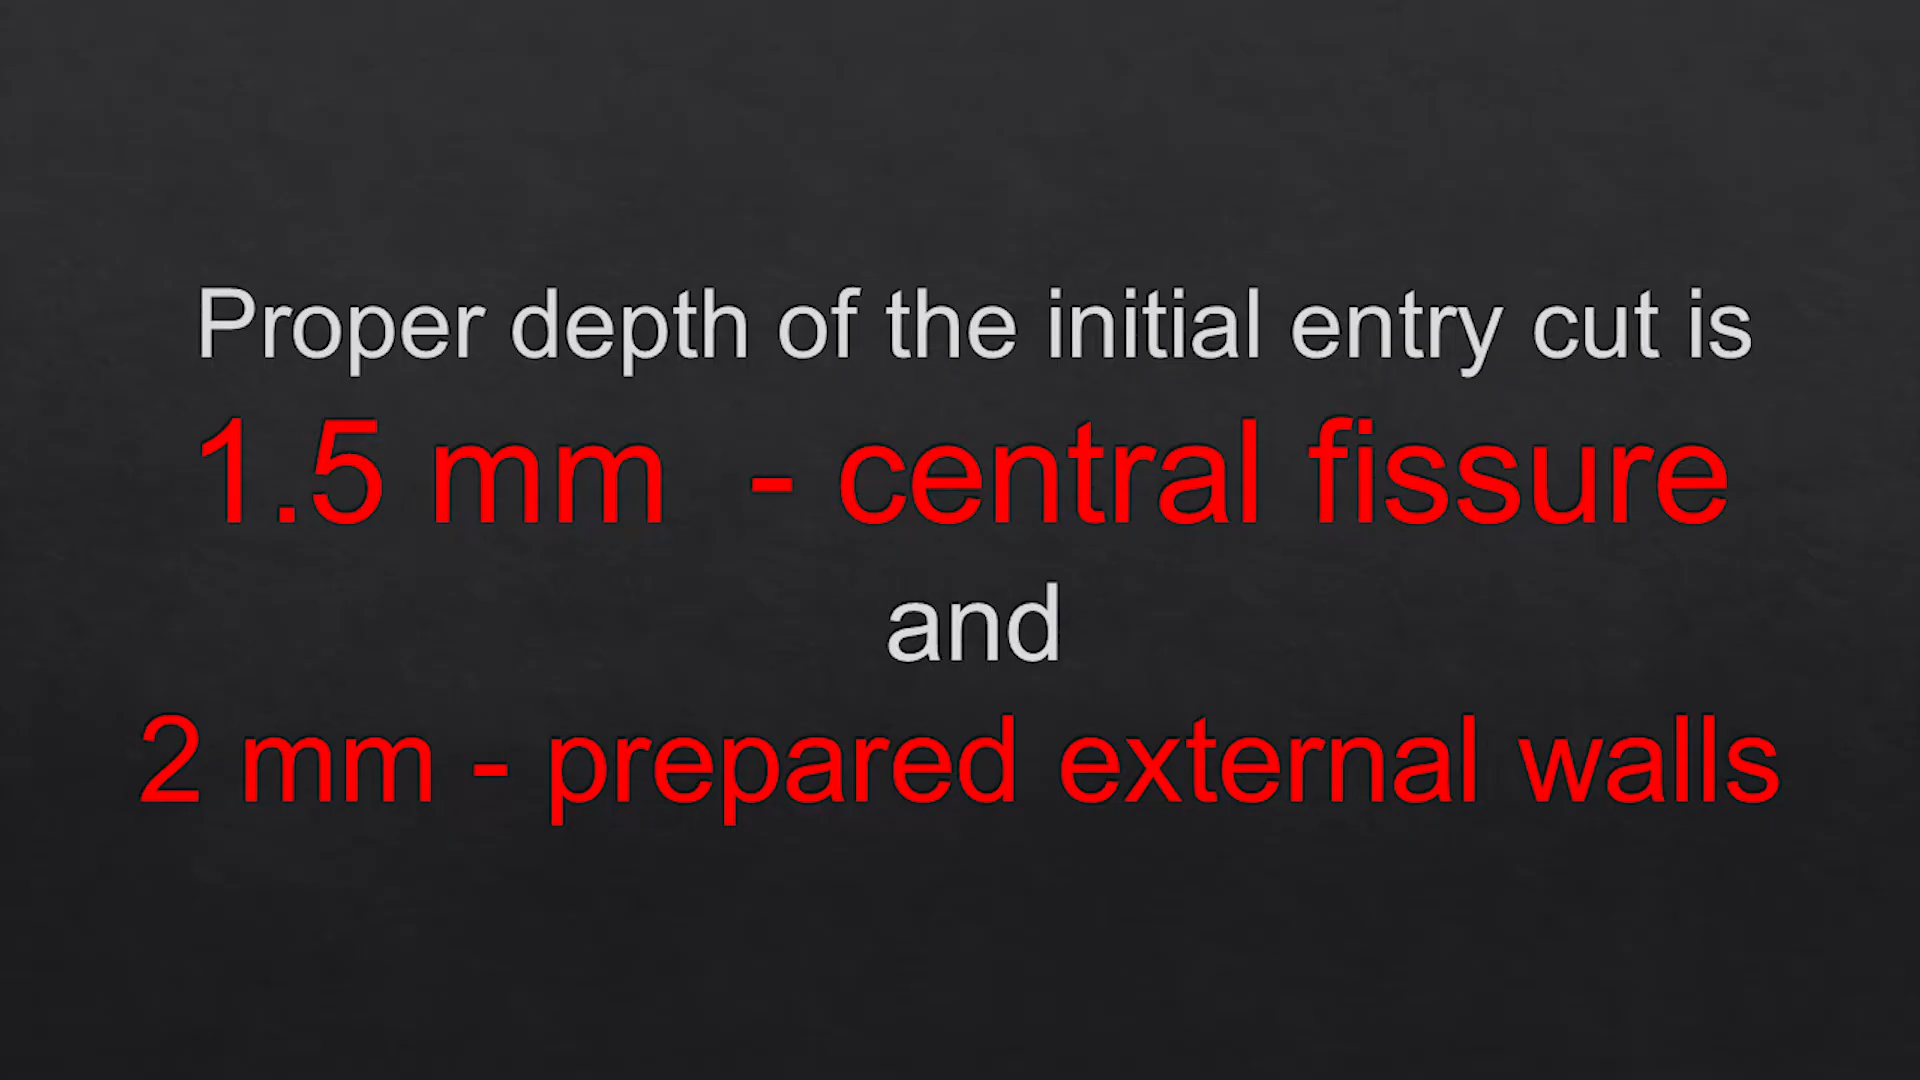 Proper depth of the initial entry cut is
1.5 mm - central fissure
and
2 mm - prepared external walls